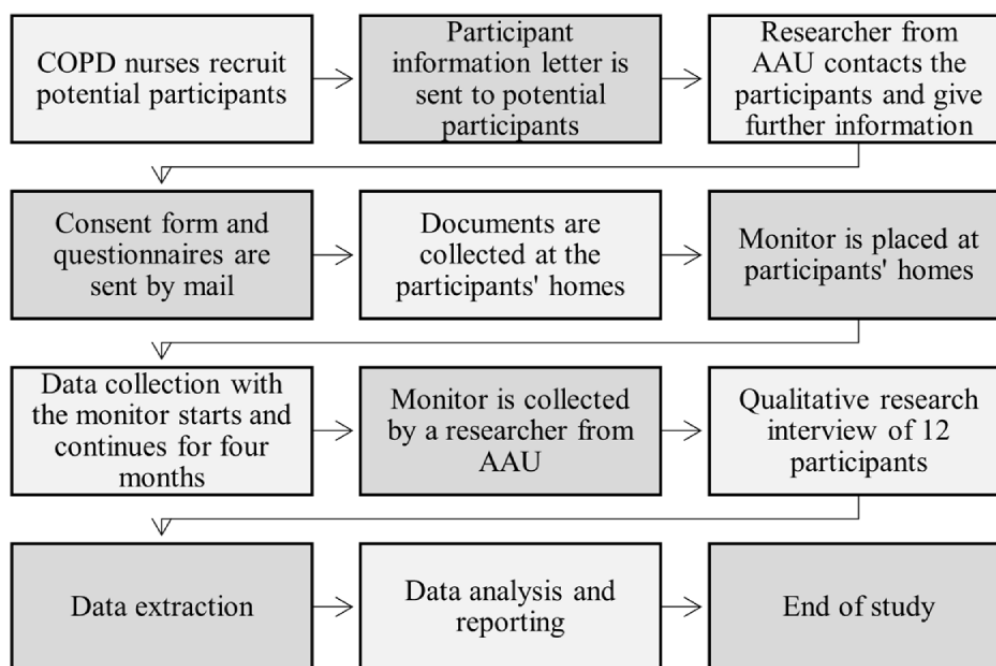 COPD nurses recruit
potential participants
Participant
information letter is
sent to potential
participants
Researcher from
AAU contacts the
participants and give
further information
Consent form and
questionnaires are
sent by mail
Documents are
collected at the
participants' homes
Monitor is placed at
participants' homes
Data collection with
the monitor starts and
continues for four
months
Monitor is collected
by a researcher from
AAU
Qualitative research
interview of 12
participants
Data extraction
Data analysis and
reporting
End of study